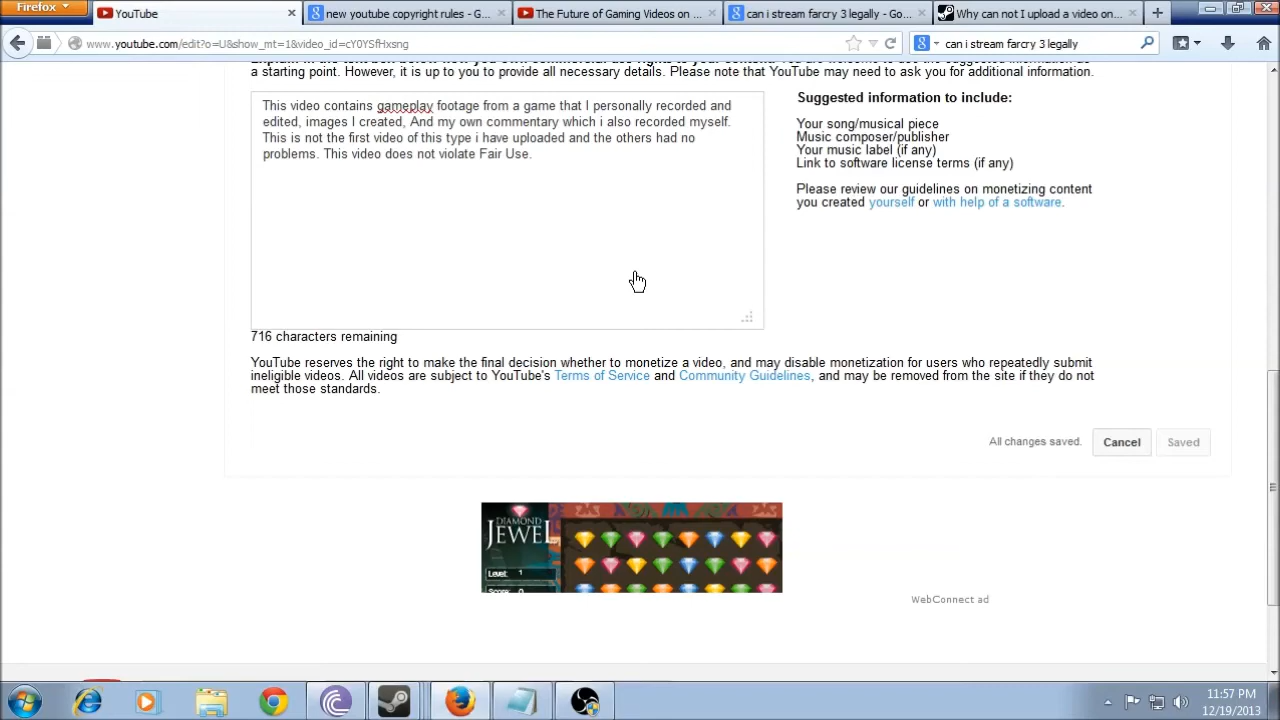 Firefox
YouTube
new youtube copyright rules - G...
The Future of Gaming Videos on ...
can i stream farcry 3 legally - Go...
Why can not I upload a video on...
www.youtube.com/edit?o=U&show_mt=1&video_id=cY0YSfHxsng
can i stream farcry 3 legally
a starting point. However, it is up to you to provide all necessary details. Please note that YouTube may need to ask you for additional information.
This video contains gameplay footage from a game that I personally recorded and
edited, images I created, And my own commentary which i also recorded myself.
This is not the first video of this type i have uploaded and the others had no
problems. This video does not violate Fair Use.
Suggested information to include:
Your song/musical piece
Music composer/publisher
Your music label (if any)
Link to software license terms (if any)
Please review our guidelines on monetizing content
you created yourself or with help of a software.
716 characters remaining
YouTube reserves the right to make the final decision whether to monetize a video, and may disable monetization for users who repeatedly submit
ineligible videos. All videos are subject to YouTube's Terms of Service and Community Guidelines, and may be removed from the site if they do not
meet those standards.
All changes saved.
Cancel
Saved
DIAMOND
JEWEL
Level: 1
Score: 0
WebConnect ad
11:57 PM
12/19/2013